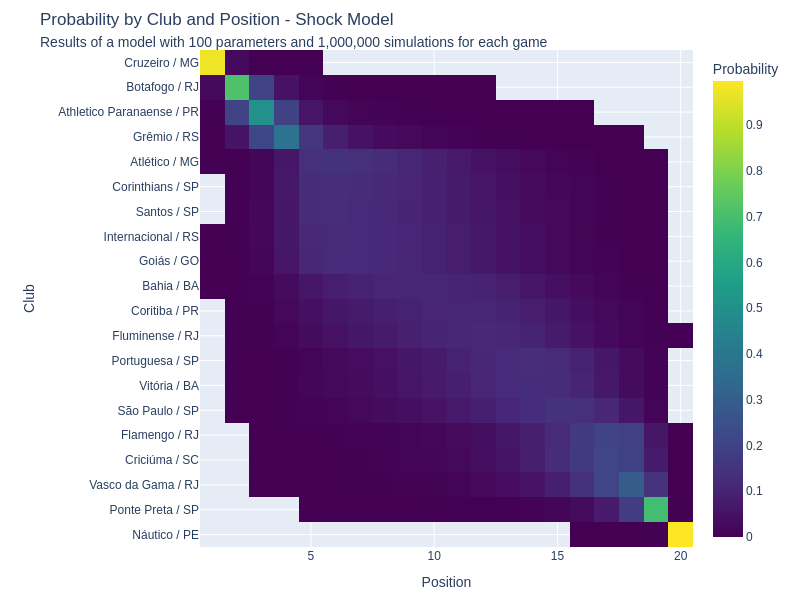 Probability by Club and Position - Shock Model
Results of a model with 100 parameters and 1,000,000 simulations for each game
Probability
Club
Cruzeiro / MG
Botafogo / RJ
Athletico Paranaense / PR
Grêmio / RS
Atlético / MG
Corinthians / SP
Santos / SP
Internacional / RS
Goiás / GO
Bahia / BA
Coritiba / PR
Fluminense / RJ
Portuguesa / SP
Vitória / BA
São Paulo / SP
Flamengo / RJ
Criciúma / SC
Vasco da Gama / RJ
Ponte Preta / SP
Náutico / PE
0.9
0.8
0.7
0.6
0.5
0.4
0.3
0.2
0.1
0
5 10 15 20
Position